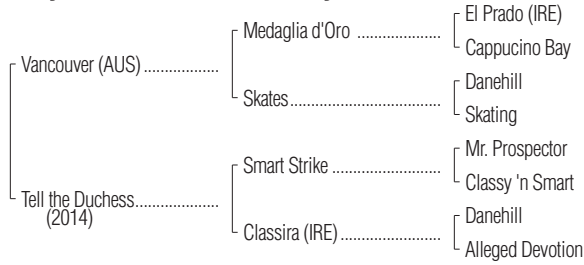 El Prado (IRE)
Medaglia d'Oro ..................
Cappucino Bay
Vancouver (AUS) ..................
Danehill
Skates.................................
Skating
Mr. Prospector
Smart Strike .......................
Classy 'n Smart
Tell the Duchess....................
(2014)
Danehill
Classira (IRE).....................
Alleged Devotion